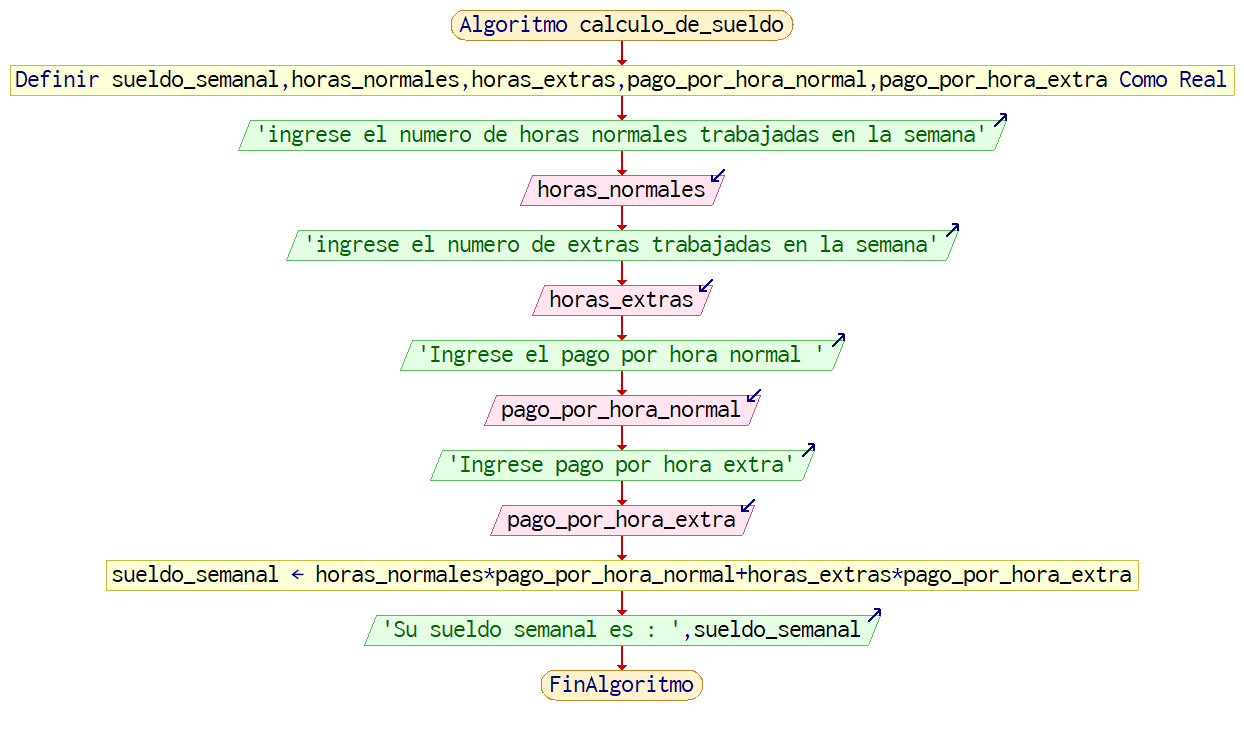 Algoritmo calculo_de_sueldo
Definir sueldo_semanal,horas_normales,horas_extras,pago_por_hora_normal,pago_por_hora_extra Como Real
'ingrese el numero de horas normales trabajadas en la semana'
horas_normales
'ingrese el numero de extras trabajadas en la semana'
horas_extras
'Ingrese el pago por hora normal '
pago_por_hora_normal
'Ingrese pago por hora extra'
pago_por_hora_extra
sueldo_semanal ← horas_normales*pago_por_hora_normal+horas_extras*pago_por_hora_extra
'Su sueldo semanal es : ',sueldo_semanal
FinAlgoritmo